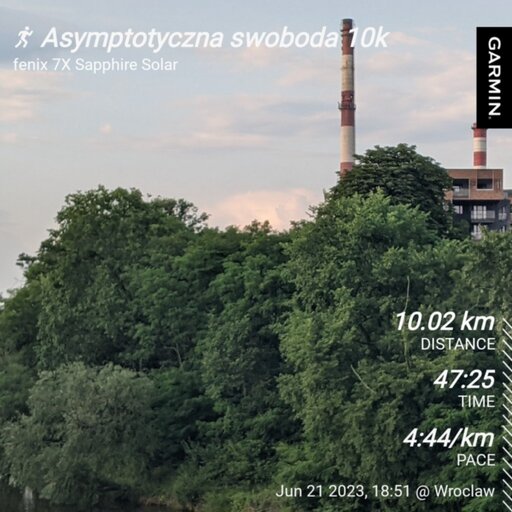 Asymptotyczna swoboda 10k
fenix 7X Sapphire Solar
GARMIN.
10.02 km
DISTANCE
47:25
TIME
4:44/km
PACE
Jun 21 2023, 18:51 @ Wroclaw